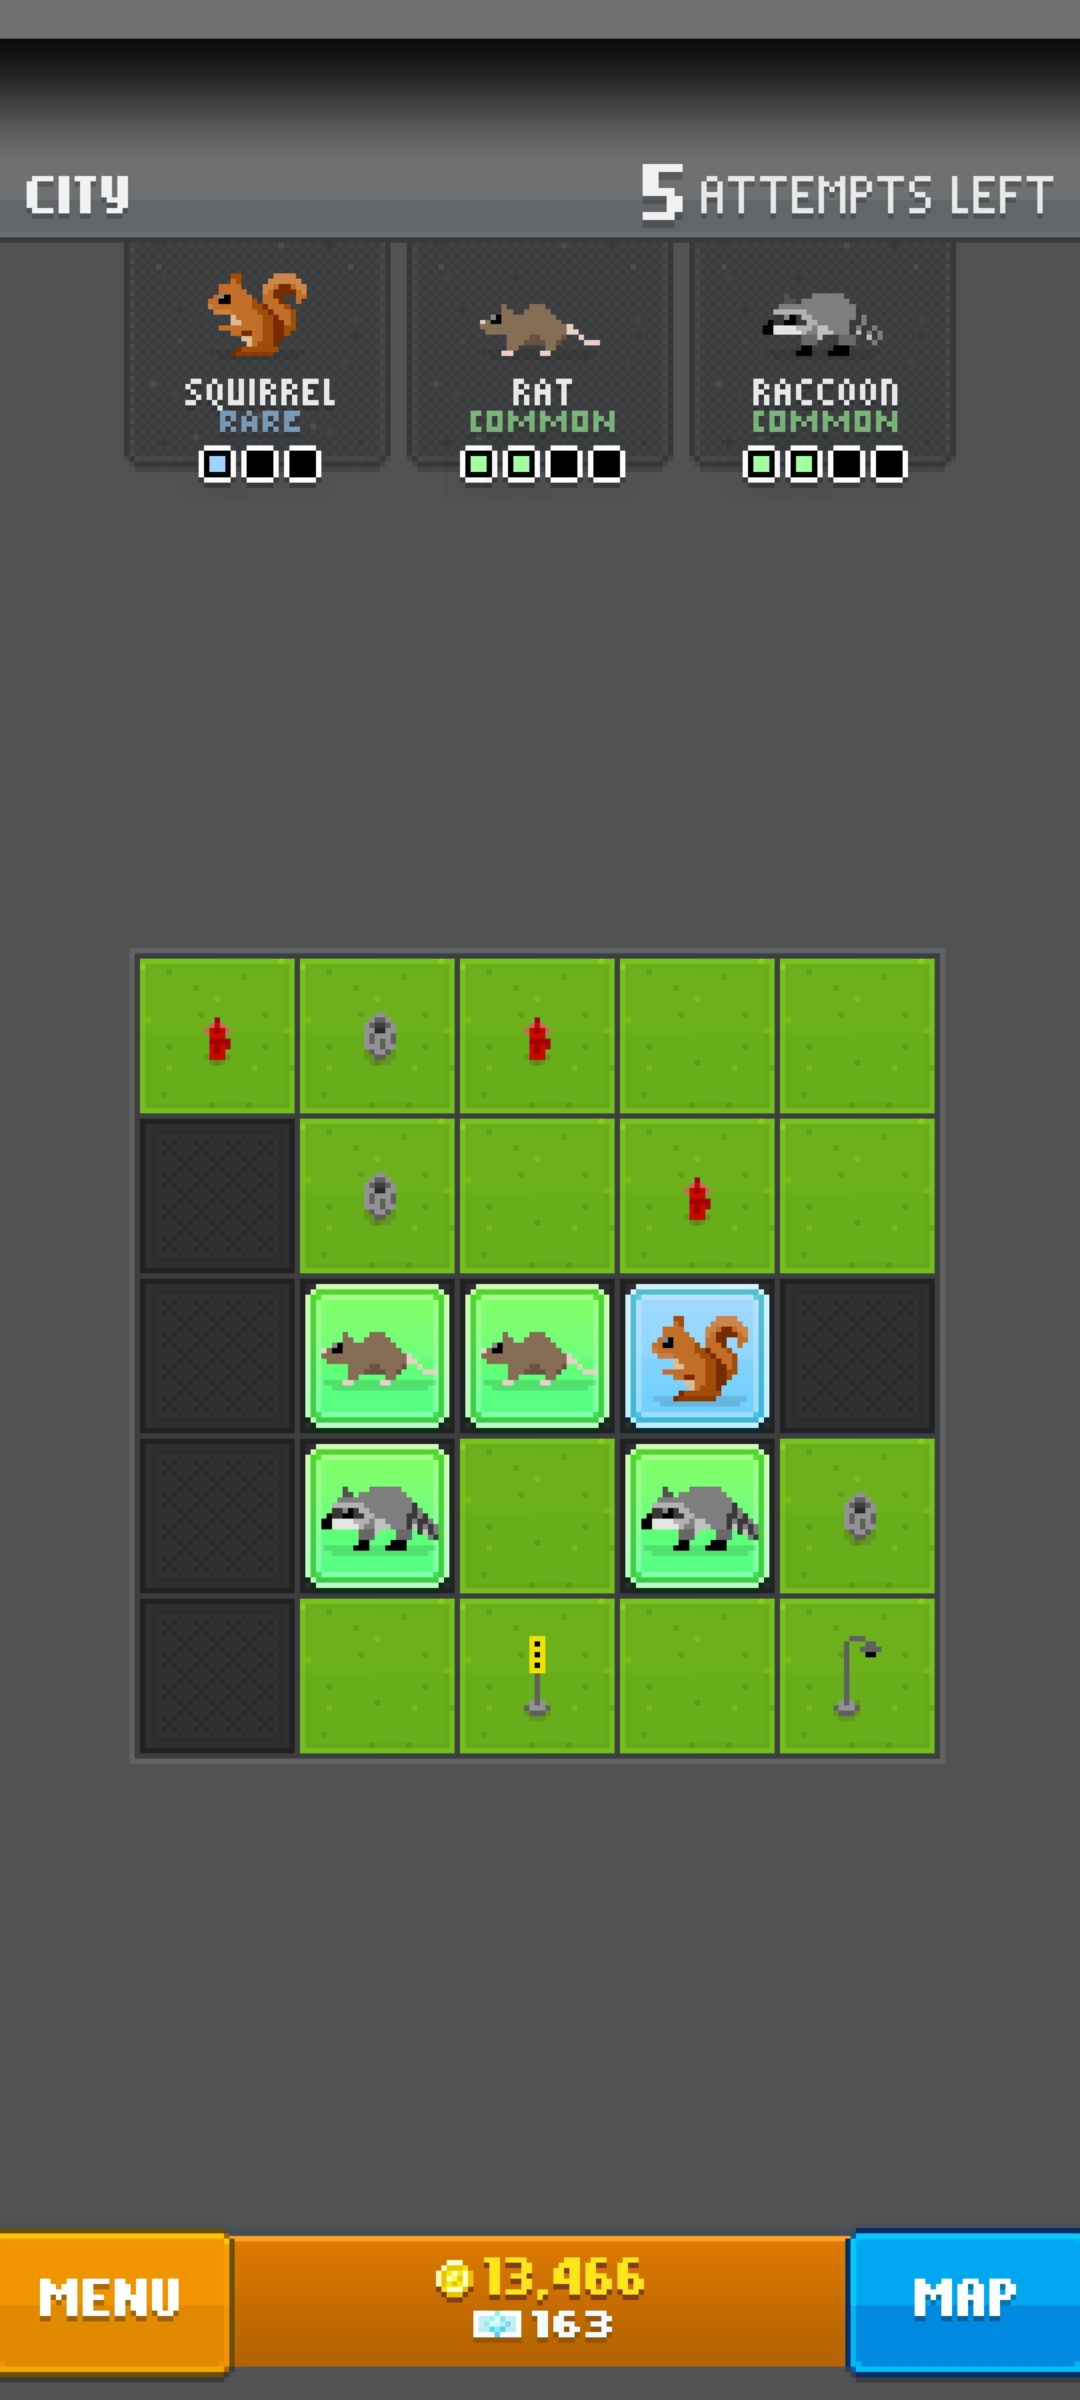 CITY
5 ATTEMPTS LEFT
SQUIRREL
RARE
RAT
COMMON
RACCOON
COMMON
MENU
13,466
163
MAP